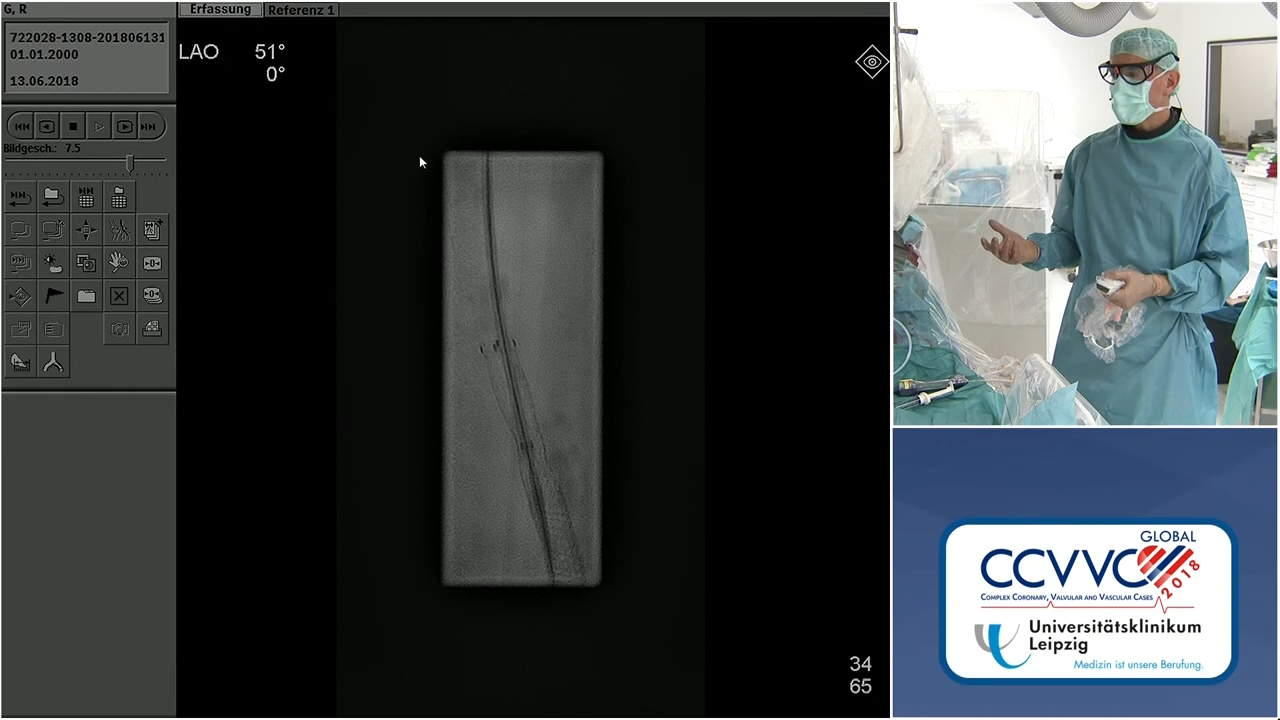 G, R
722028-1308-201806131
01.01.2000
13.06.2018
Bildgesch.: 7.5
Erfassung
Referenz 1
LAO 51°
0°
34
65
GLOBAL
CCVVC
2018
COMPLEX CORONARY, VALVULAR AND VASCULAR CASES
Universitätsklinikum
Leipzig
Medizin ist unsere Berufung.